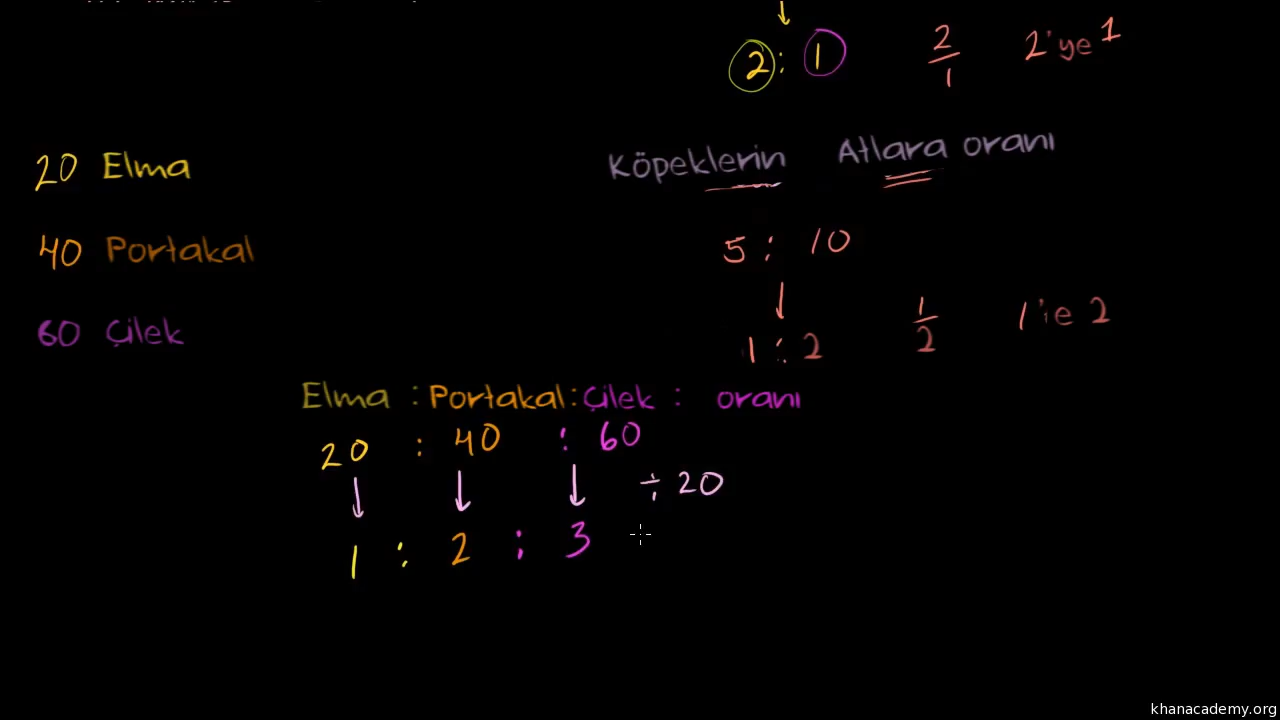 2 : 1
2/1
2'ye 1
20 Elma
40 Portakal
60 Çilek
Köpeklerin Atlara oranı
5 : 10
1 : 2
1/2
1'ie 2
Elma : Portakal : Çilek : oranı
20 : 40 : 60
÷ 20
1 : 2 : 3
khanacademy.org